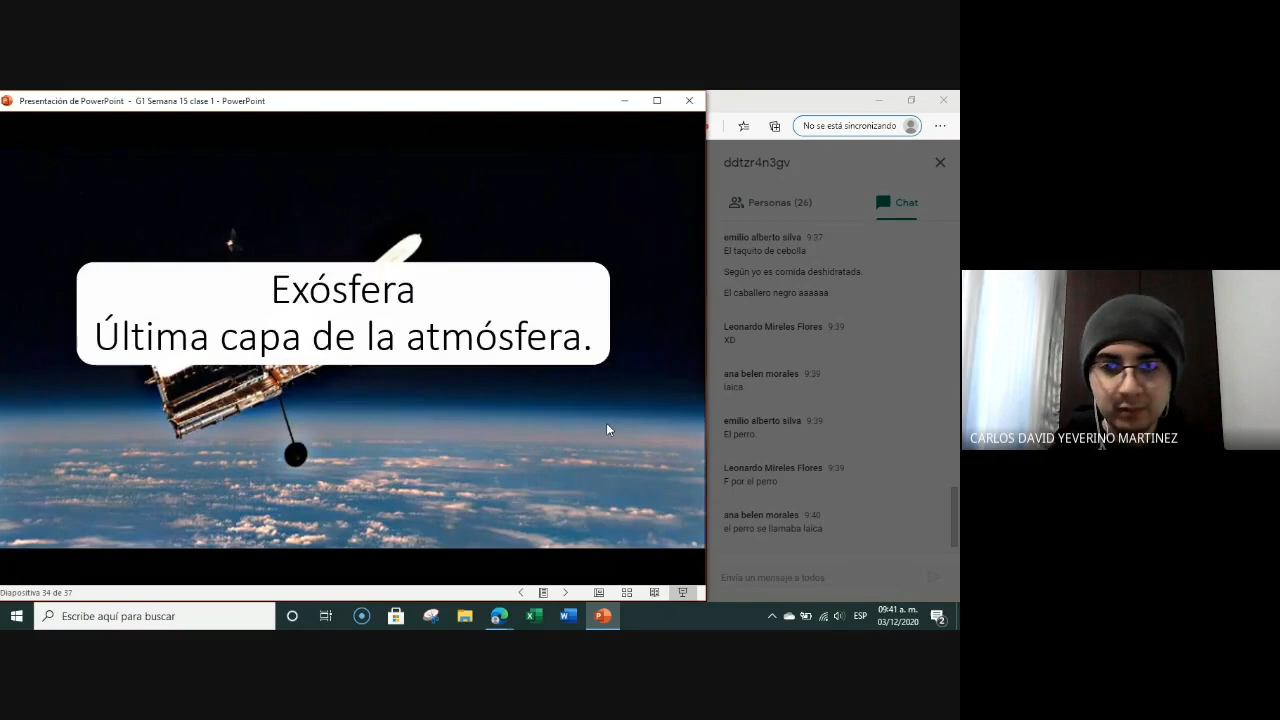 Presentación de PowerPoint - G1 Semana 15 clase 1 - PowerPoint
Exósfera
Última capa de la atmósfera.
Diapositiva 34 de 37
No se está sincronizando
ddtzr4n3gv
Personas (26)
Chat
emilio alberto silva 9:37
El taquito de cebolla
Según yo es comida deshidratada.
El caballero negro aaaaaa
Leonardo Mireles Flores 9:39
XD
ana belen morales 9:39
laica
emilio alberto silva 9:39
El perro.
Leonardo Mireles Flores 9:39
F por el perro
ana belen morales 9:40
el perro se llamaba laica
Envía un mensaje a todos
CARLOS DAVID YEVERINO MARTINEZ
Escribe aquí para buscar
ESP
09:41 a. m.
03/12/2020
2